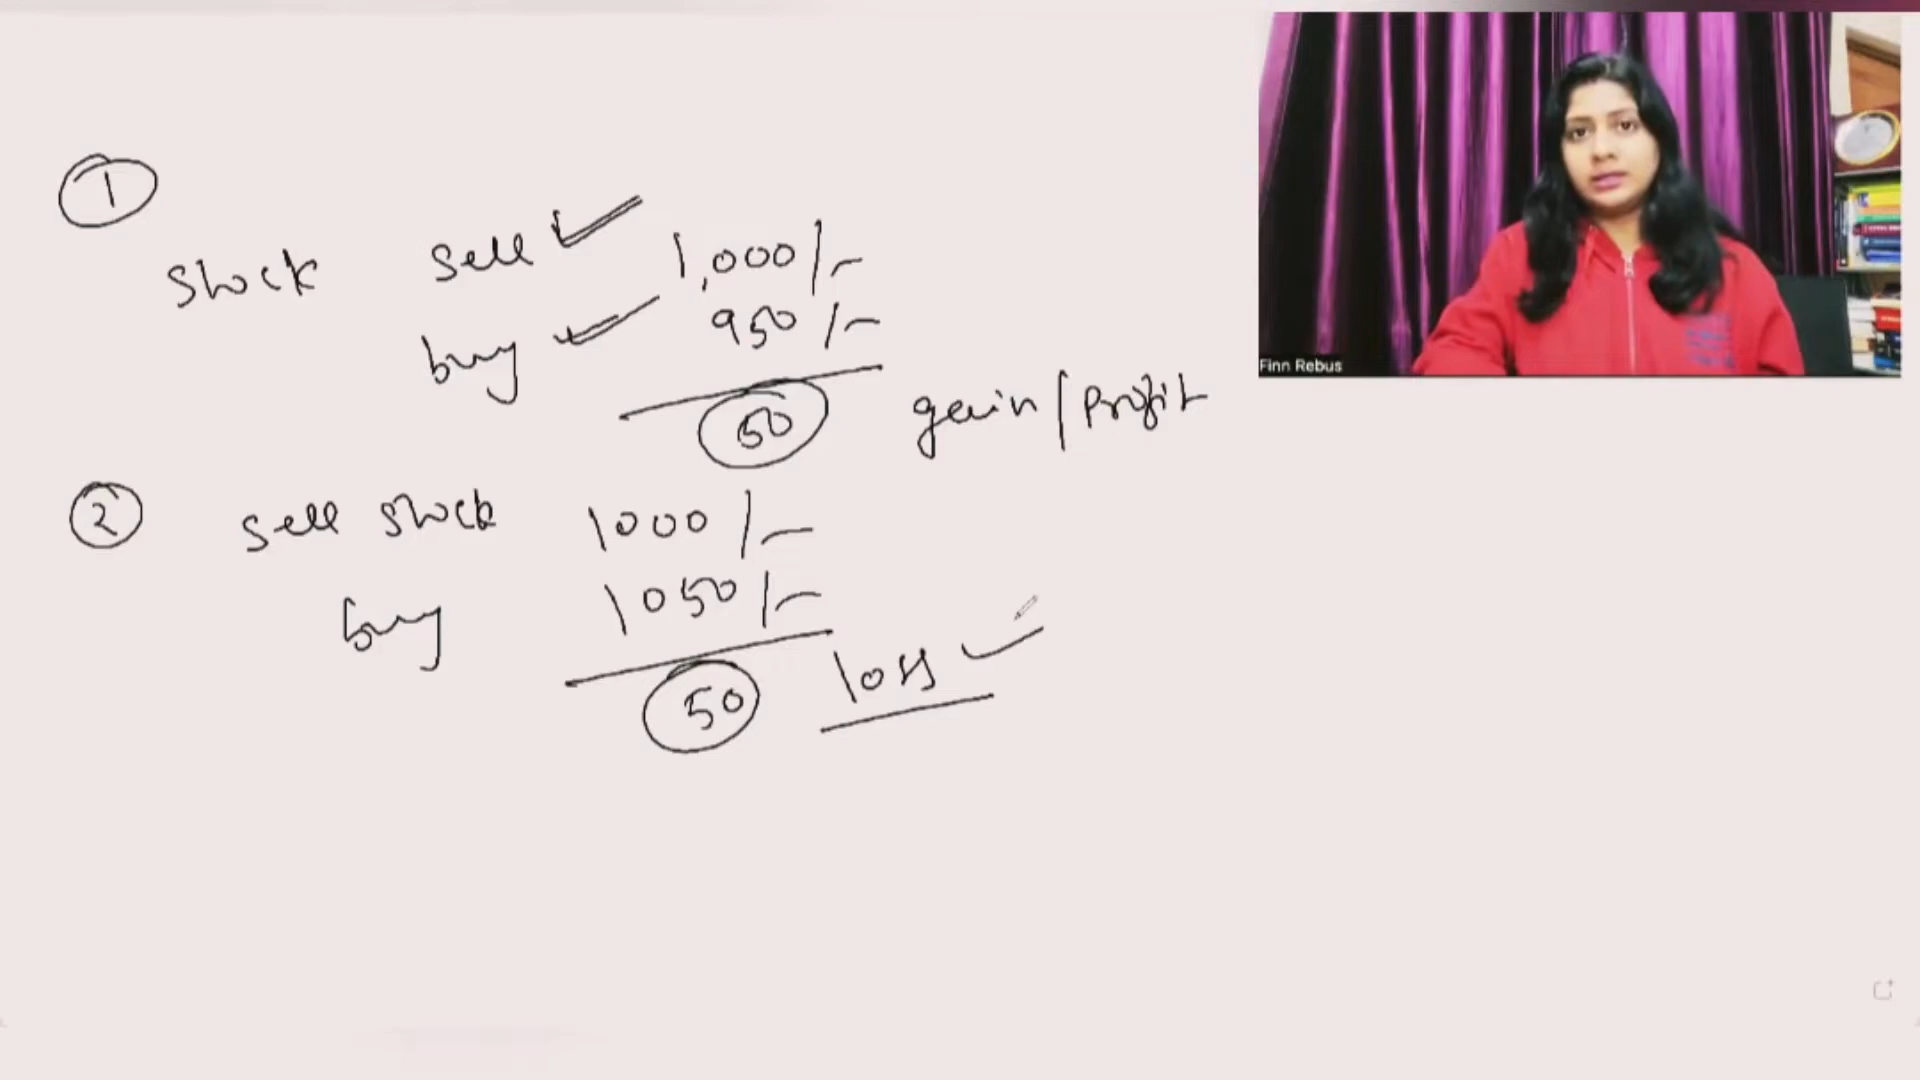 1
Stock sell 1,000/-
buy 950/-
50 gain/Profit
2
sell stock 1000/-
buy 1050/-
50 loss
Finn Rebus